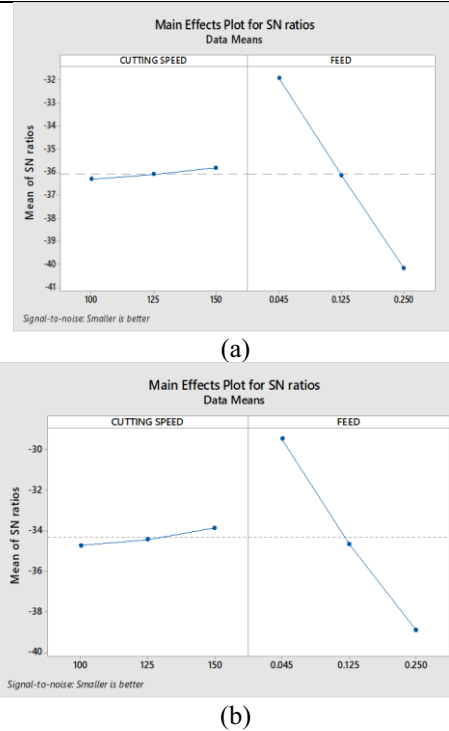 Main Effects Plot for SN ratios
Data Means
CUTTING SPEED FEED
Mean of SN ratios
-32
-33
-34
-35
-36
-37
-38
-39
-40
-41
100 125 150 0.045 0.125 0.250
Signal-to-noise: Smaller is better
(a)
Main Effects Plot for SN ratios
Data Means
CUTTING SPEED FEED
Mean of SN ratios
-30
-32
-34
-36
-38
-40
100 125 150 0.045 0.125 0.250
Signal-to-noise: Smaller is better
(b)